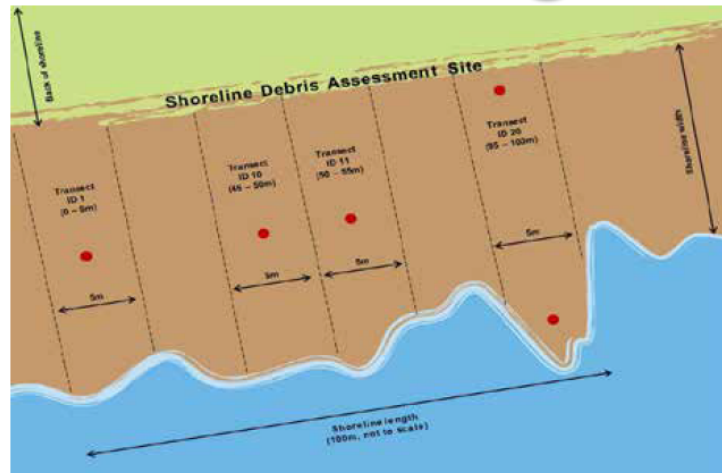 Back of shoreline
Shoreline Debris Assessment Site
Shoreline width
Transect
ID 1
(0 – 5m)
Transect
ID 10
(45 – 50m)
Transect
ID 11
(50 – 55m)
Transect
ID 20
(95 – 100m)
5m
5m
5m
5m
Shoreline length
(100m, not to scale)